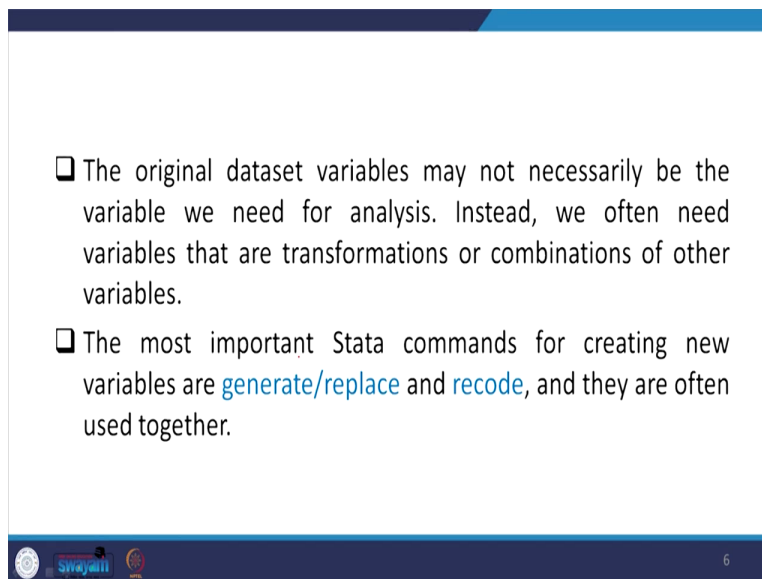 ❑ The original dataset variables may not necessarily be the
variable we need for analysis. Instead, we often need
variables that are transformations or combinations of other
variables.
❑ The most important Stata commands for creating new
variables are generate/replace and recode, and they are often
used together.
swayam
6